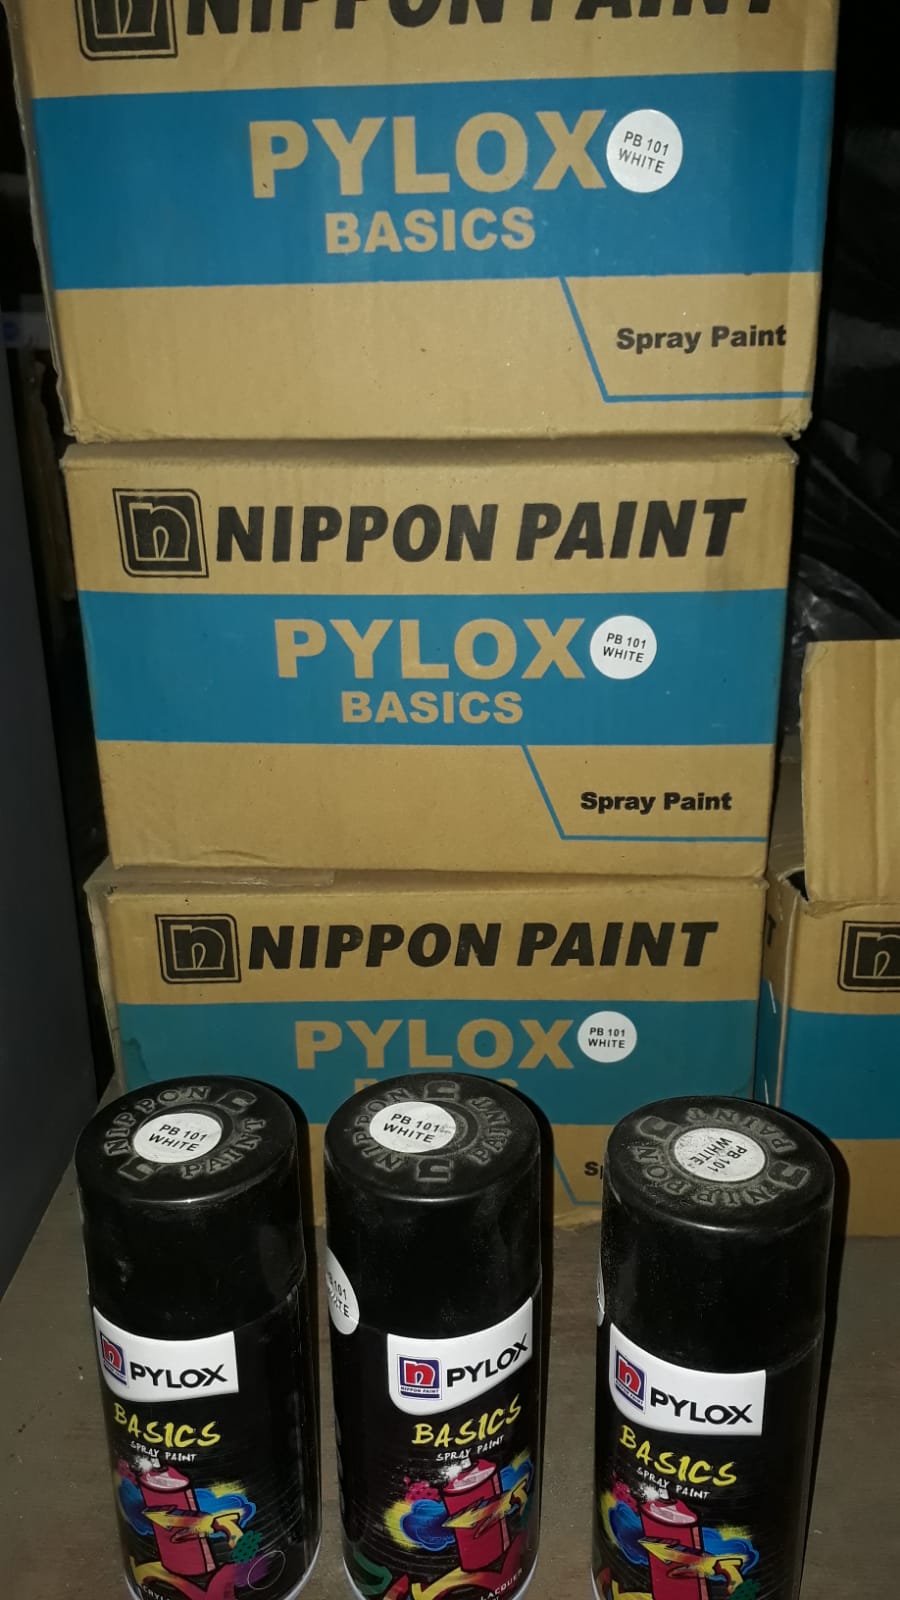 NIPPON PAINT
PYLOX
PB 101
WHITE
BASICS
Spray Paint
NIPPON PAINT
PYLOX
PB 101
WHITE
BASICS
Spray Paint
NIPPON PAINT
PYLOX
PB 101
WHITE
NIPPON
PB 101
WHITE
PAINT
NIPPON
PB 101
WHITE
PAINT
NIPPON
PB 101
WHITE
PAINT
PYLOX
BASICS
SPRAY PAINT
NIPPON PAINT
PYLOX
BASICS
SPRAY PAINT
PYLOX
BASICS
SPRAY PAINT